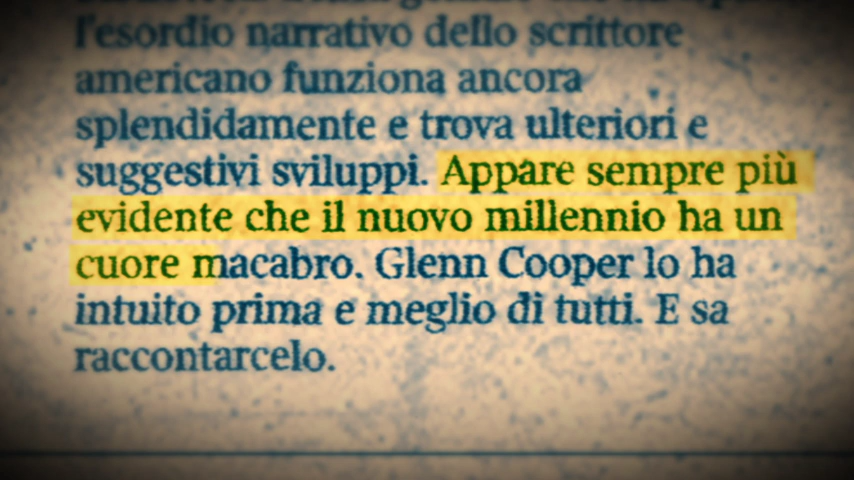 l'esordio narrativo dello scrittore
americano funziona ancora
splendidamente e trova ulteriori e
suggestivi sviluppi. Appare sempre più
evidente che il nuovo millennio ha un
cuore macabro. Glenn Cooper lo ha
intuito prima e meglio di tutti. E sa
raccontarcelo.